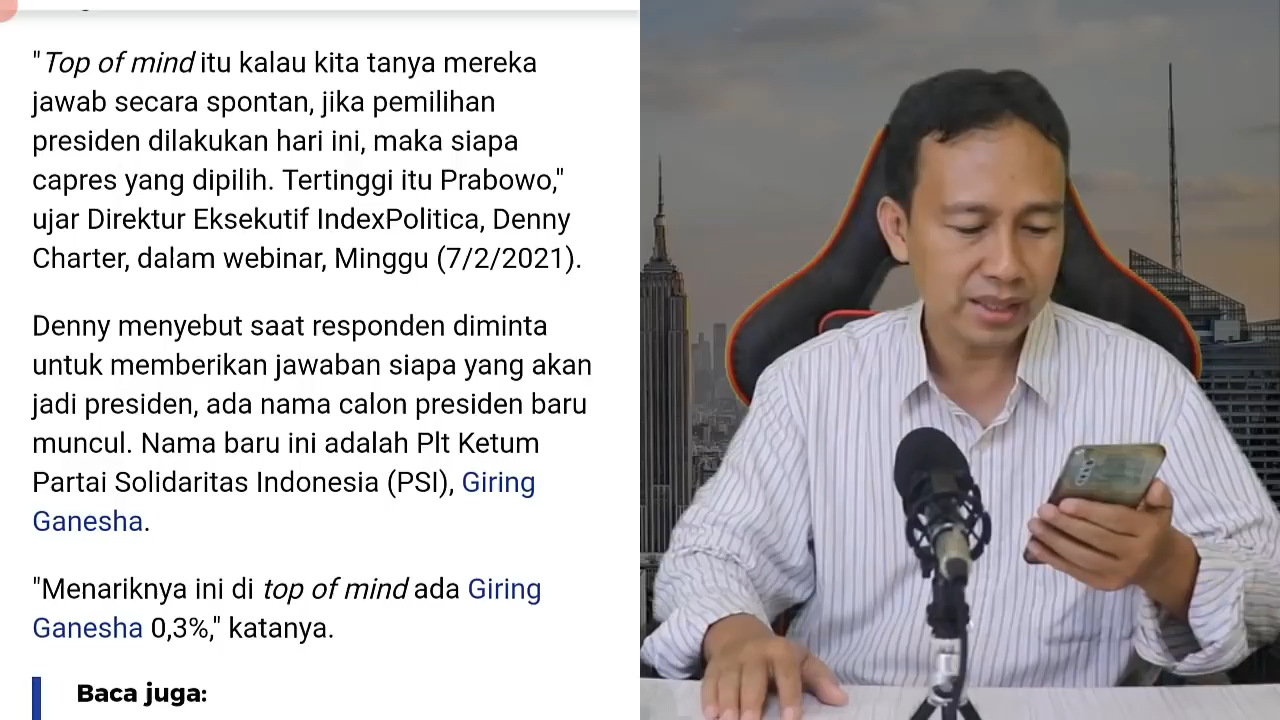 "Top of mind itu kalau kita tanya mereka
jawab secara spontan, jika pemilihan
presiden dilakukan hari ini, maka siapa
capres yang dipilih. Tertinggi itu Prabowo,"
ujar Direktur Eksekutif IndexPolitica, Denny
Charter, dalam webinar, Minggu (7/2/2021).
Denny menyebut saat responden diminta
untuk memberikan jawaban siapa yang akan
jadi presiden, ada nama calon presiden baru
muncul. Nama baru ini adalah Plt Ketum
Partai Solidaritas Indonesia (PSI), Giring
Ganesha.
"Menariknya ini di top of mind ada Giring
Ganesha 0,3%," katanya.
Baca juga: